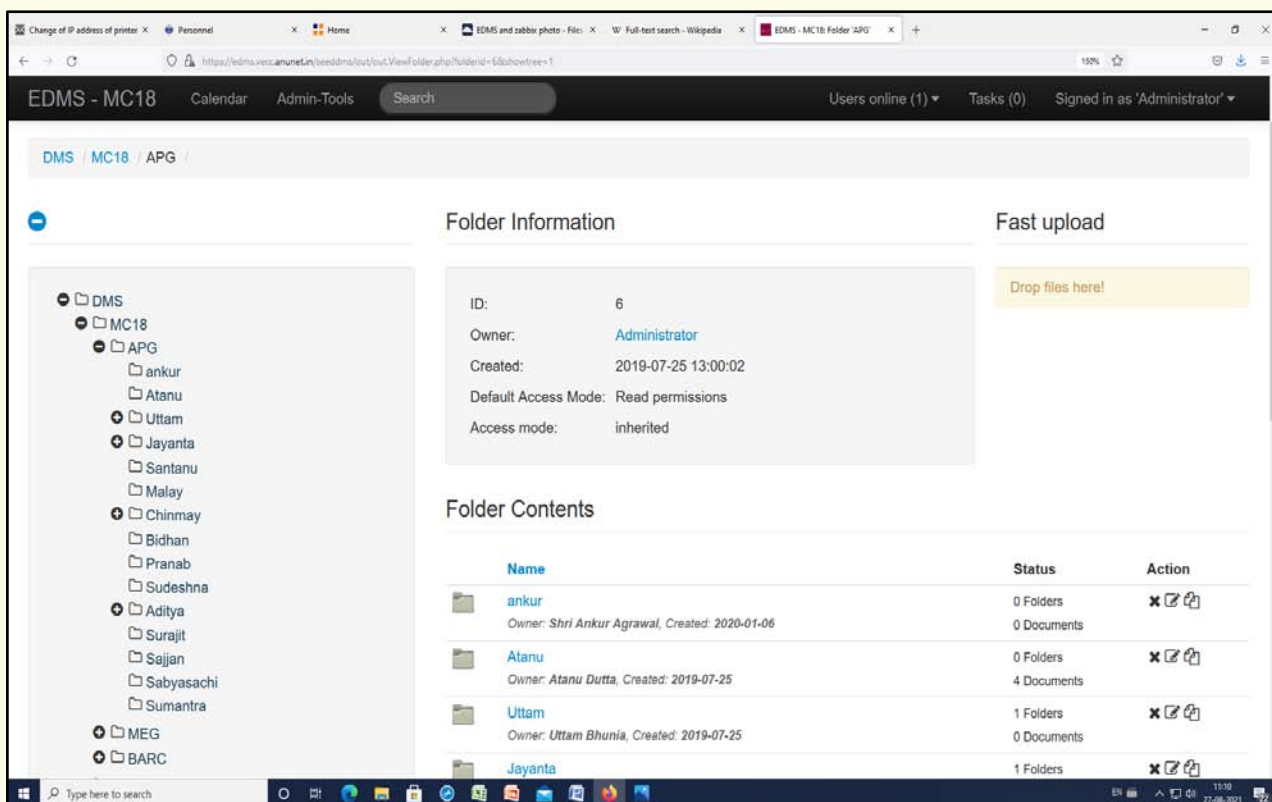 Change of IP address of printer
Personnel
Home
EDMS and zabbix photo - File:
W Full-text search - Wikipedia
EDMS - MC18: Folder 'APG'
150%
EDMS - MC18 Calendar Admin-Tools Search Users online (1) Tasks (0) Signed in as 'Administrator'
DMS / MC18 / APG /
DMS
MC18
APG
ankur
Atanu
Uttam
Jayanta
Santanu
Malay
Chinmay
Bidhan
Pranab
Sudeshna
Aditya
Surajit
Sajjan
Sabyasachi
Sumantra
MEG
BARC
Folder Information
ID: 6
Owner: Administrator
Created: 2019-07-25 13:00:02
Default Access Mode: Read permissions
Access mode: inherited
Fast upload
Drop files here!
Folder Contents
Name Status Action
ankur 0 Folders
Owner: Shri Ankur Agrawal, Created: 2020-01-06 0 Documents
Atanu 0 Folders
Owner: Atanu Dutta, Created: 2019-07-25 4 Documents
Uttam 1 Folders
Owner: Uttam Bhunia, Created: 2019-07-25 0 Documents
Jayanta 1 Folders
Type here to search
EN
11:10
27-08-2021